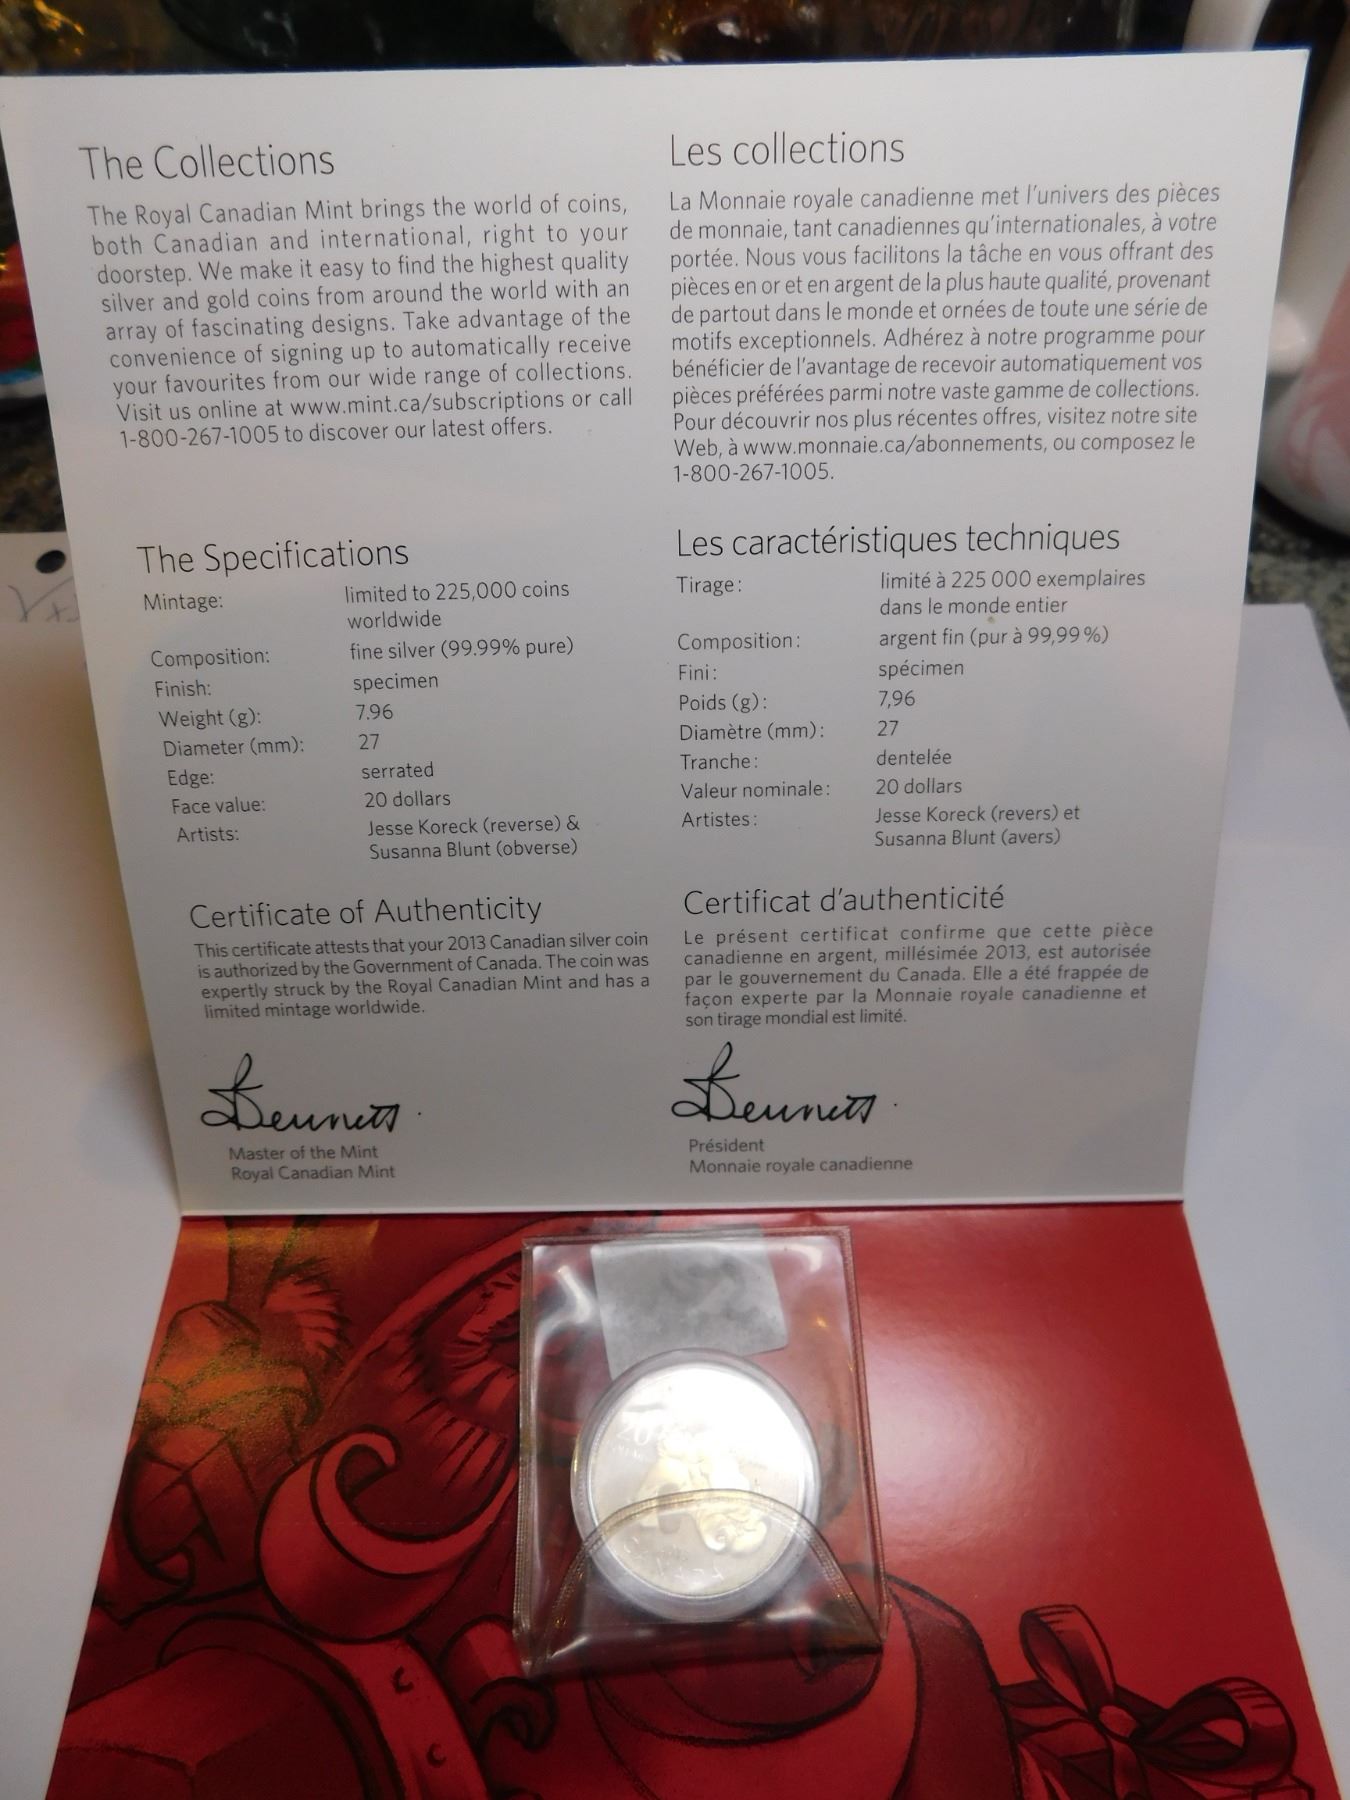 The Collections
The Royal Canadian Mint brings the world of coins,
both Canadian and international, right to your
doorstep. We make it easy to find the highest quality
silver and gold coins from around the world with an
array of fascinating designs. Take advantage of the
convenience of signing up to automatically receive
your favourites from our wide range of collections.
Visit us online at www.mint.ca/subscriptions or call
1-800-267-1005 to discover our latest offers.
The Specifications
Mintage: limited to 225,000 coins
worldwide
Composition: fine silver (99.99% pure)
Finish: specimen
Weight (g): 7.96
Diameter (mm): 27
Edge: serrated
Face value: 20 dollars
Artists: Jesse Koreck (reverse) &
Susanna Blunt (obverse)
Certificate of Authenticity
This certificate attests that your 2013 Canadian silver coin
is authorized by the Government of Canada. The coin was
expertly struck by the Royal Canadian Mint and has a
limited mintage worldwide.
Bennett
Master of the Mint
Royal Canadian Mint
Les collections
La Monnaie royale canadienne met l'univers des pièces
de monnaie, tant canadiennes qu'internationales, à votre
portée. Nous vous facilitons la tâche en vous offrant des
pièces en or et en argent de la plus haute qualité, provenant
de partout dans le monde et ornées de toute une série de
motifs exceptionnels. Adhérez à notre programme pour
bénéficier de l'avantage de recevoir automatiquement vos
pièces préférées parmi notre vaste gamme de collections.
Pour découvrir nos plus récentes offres, visitez notre site
Web, à www.monnaie.ca/abonnements, ou composez le
1-800-267-1005.
Les caractéristiques techniques
Tirage: limité à 225 000 exemplaires
dans le monde entier
Composition: argent fin (pur à 99,99 %)
Fini: spécimen
Poids (g): 7,96
Diamètre (mm): 27
Tranche: dentelée
Valeur nominale: 20 dollars
Artistes: Jesse Koreck (revers) et
Susanna Blunt (avers)
Certificat d'authenticité
Le présent certificat confirme que cette pièce
canadienne en argent, millésimée 2013, est autorisée
par le gouvernement du Canada. Elle a été frappée de
façon experte par la Monnaie royale canadienne et
son tirage mondial est limité.
Bennett
Président
Monnaie royale canadienne
20